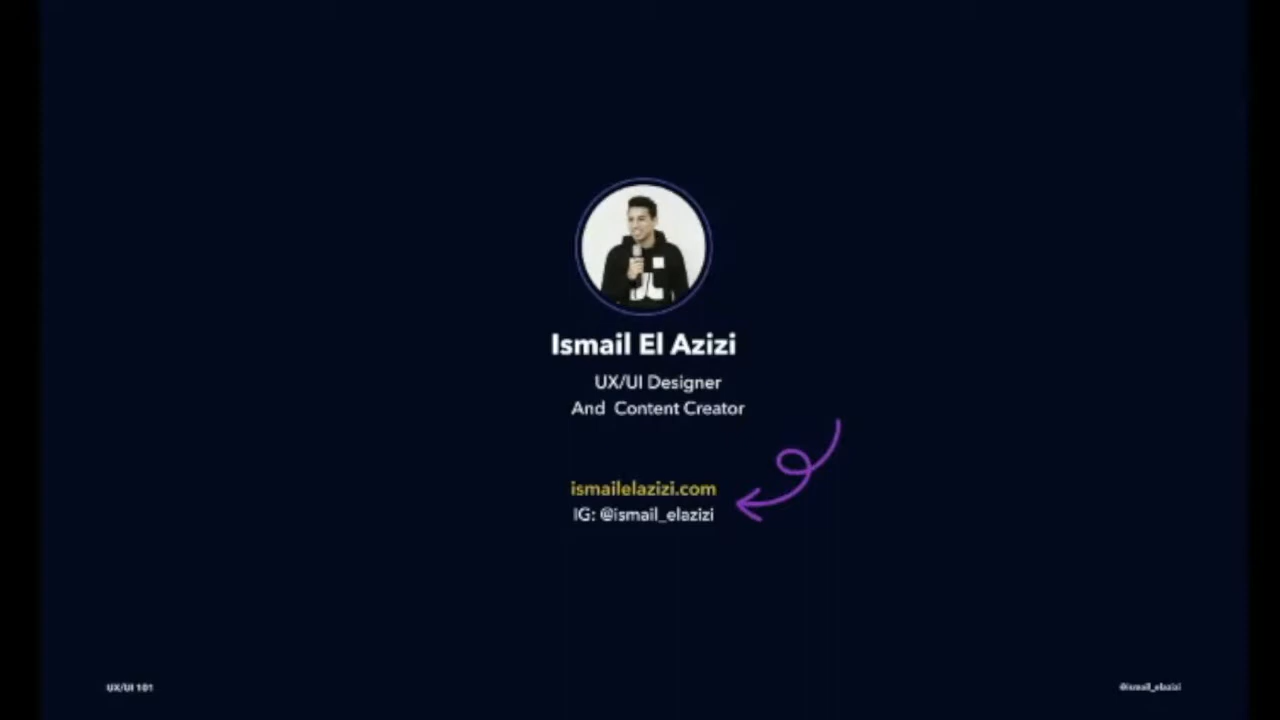 Ismail El Azizi
UX/UI Designer
And Content Creator
ismailelazizi.com
IG: @ismail_elazizi
UX/UI 101
@ismail_elazizi